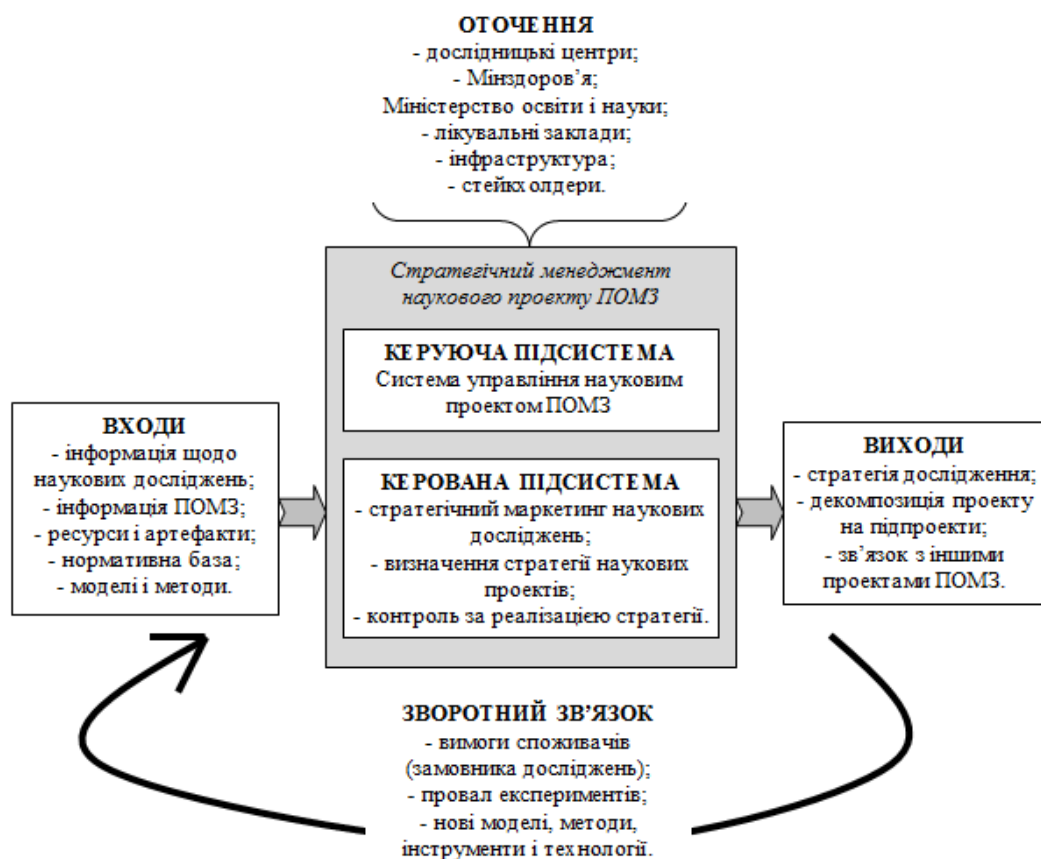 ОТОЧЕННЯ
- дослідницькі центри;
- Мінздоров’я;
Міністерство освіти і науки;
- лікувальні заклади;
- інфраструктура;
- стейкхолдери.
Стратегічний менеджмент
наукового проекту ПОМЗ
КЕРУЮЧА ПІДСИСТЕМА
Система управління науковим
проектом ПОМЗ
ВХОДИ
- інформація щодо
наукових досліджень;
- інформація ПОМЗ;
- ресурси і артефакти;
- нормативна база;
- моделі і методи.
КЕРОВАНА ПІДСИСТЕМА
- стратегічний маркетинг наукових
досліджень;
- визначення стратегії наукових
проектів;
- контроль за реалізацією стратегії.
ВИХОДИ
- стратегія дослідження;
- декомпозиція проекту
на підпроекти;
- зв’язок з іншими
проектами ПОМЗ.
ЗВОРОТНИЙ ЗВ’ЯЗОК
- вимоги споживачів
(замовника досліджень);
- провал експериментів;
- нові моделі, методи,
інструменти і технології.